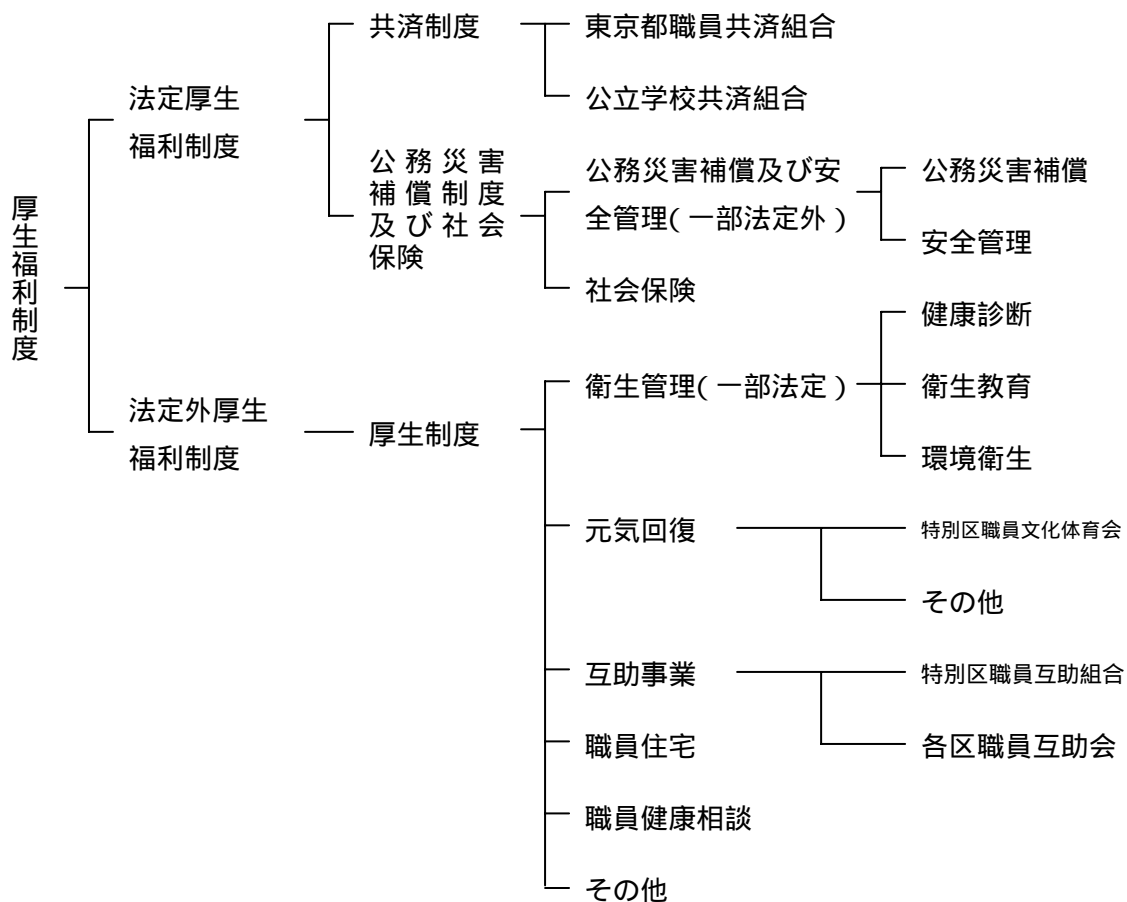 厚生福利制度
法定厚生
福利制度
共済制度
東京都職員共済組合
公立学校共済組合
公務災害
補償制度
及び社会
保険
公務災害補償及び安
全管理(一部法定外)
公務災害補償
安全管理
社会保険
法定外厚生
福利制度
厚生制度
衛生管理(一部法定)
健康診断
衛生教育
環境衛生
元気回復
特別区職員文化体育会
その他
互助事業
特別区職員互助組合
各区職員互助会
職員住宅
職員健康相談
その他